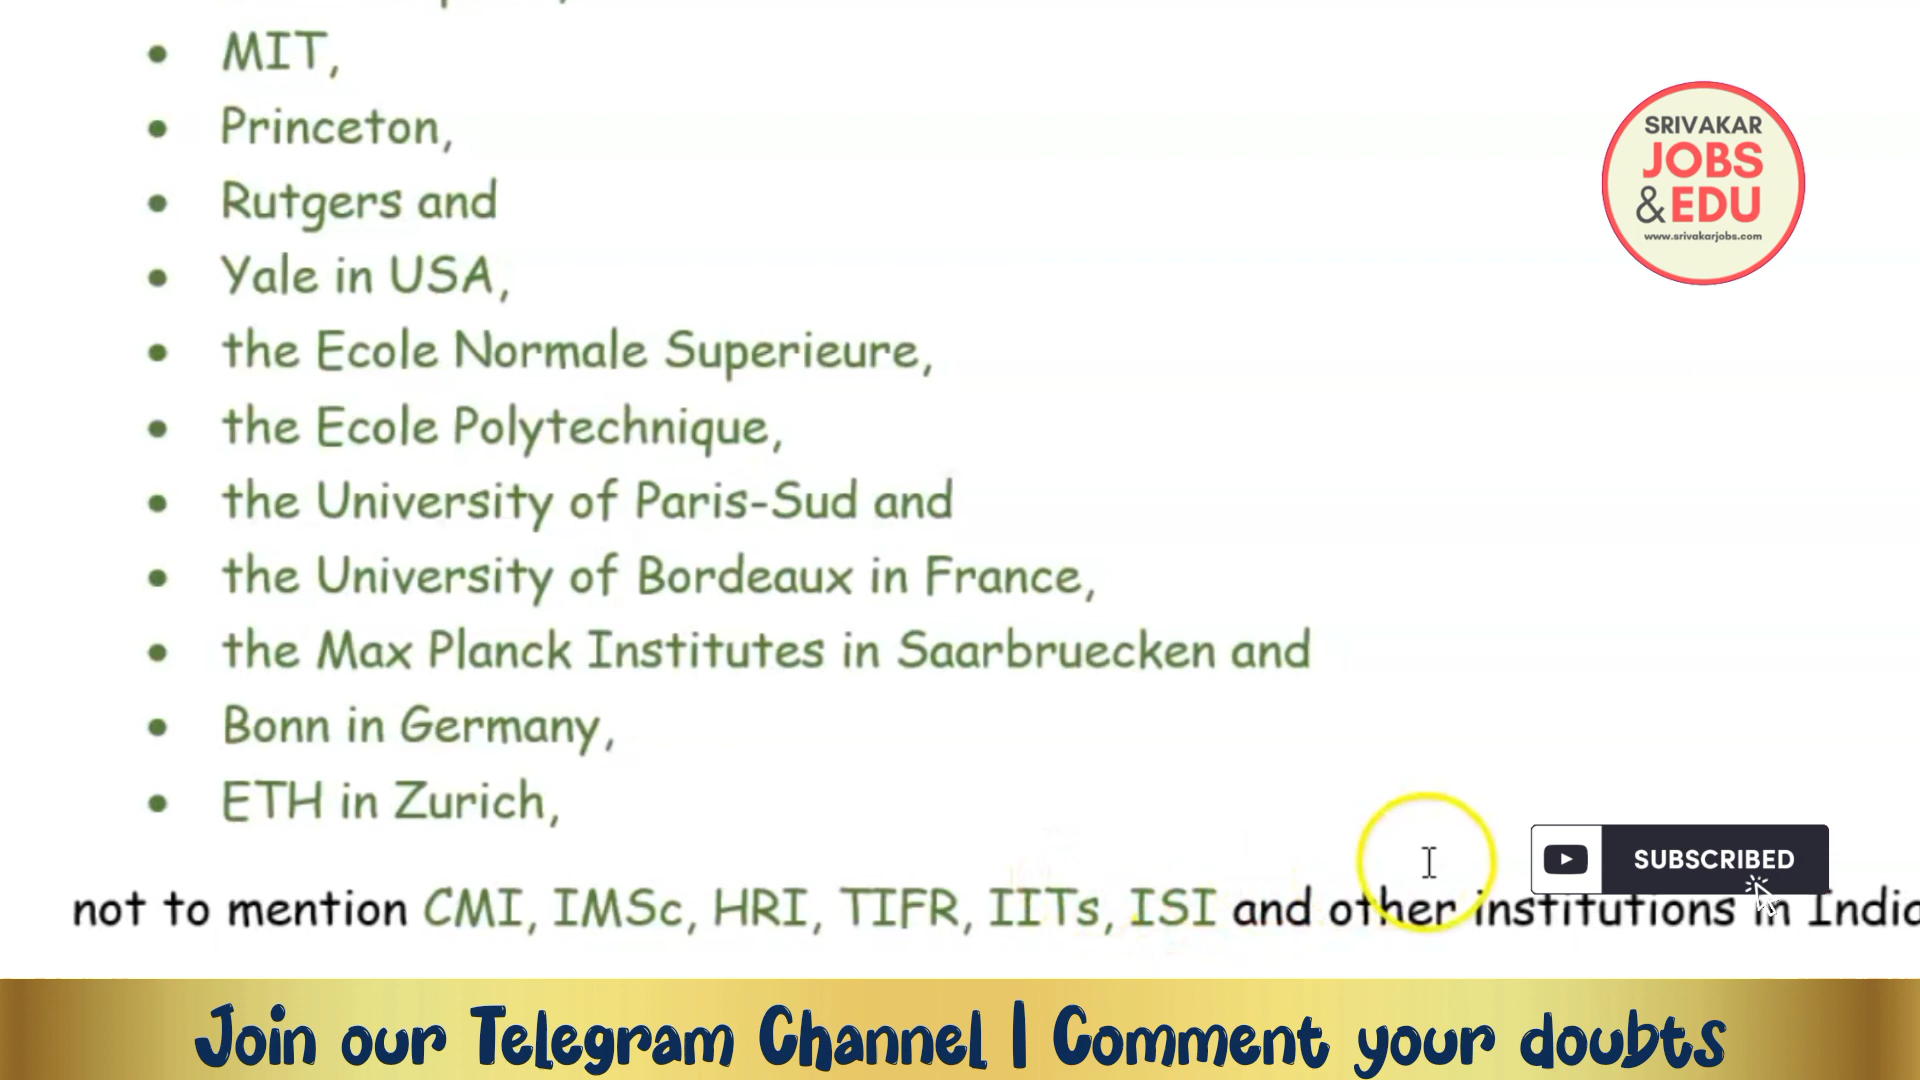 MIT,
Princeton,
Rutgers and
Yale in USA,
the Ecole Normale Superieure,
the Ecole Polytechnique,
the University of Paris-Sud and
the University of Bordeaux in France,
the Max Planck Institutes in Saarbruecken and
Bonn in Germany,
ETH in Zurich,
not to mention CMI, IMSc, HRI, TIFR, IITs, ISI and other institutions in India
SRIVAKAR
JOBS
&EDU
www.srivakarjobs.com
SUBSCRIBED
Join our Telegram Channel | Comment your doubts